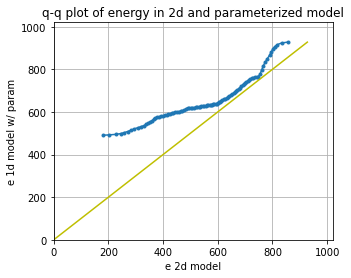 q-q plot of energy in 2d and parameterized model
1000
800
600
400
200
0
e 1d model w/ param
0 200 400 600 800 1000
e 2d model